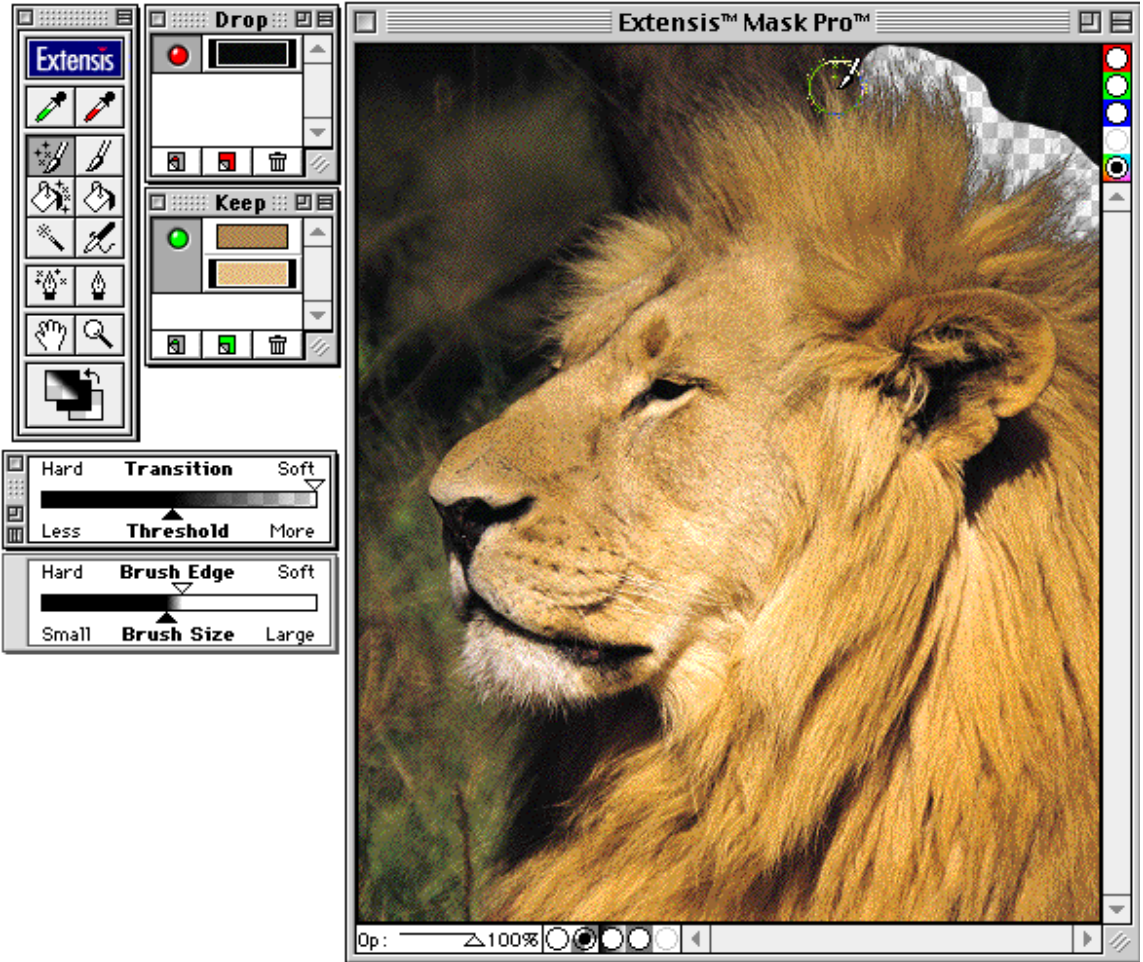 Extensis
Drop
Keep
Hard Transition Soft
Less Threshold More
Hard Brush Edge Soft
Small Brush Size Large
Extensis™ Mask Pro™
Op: 100%